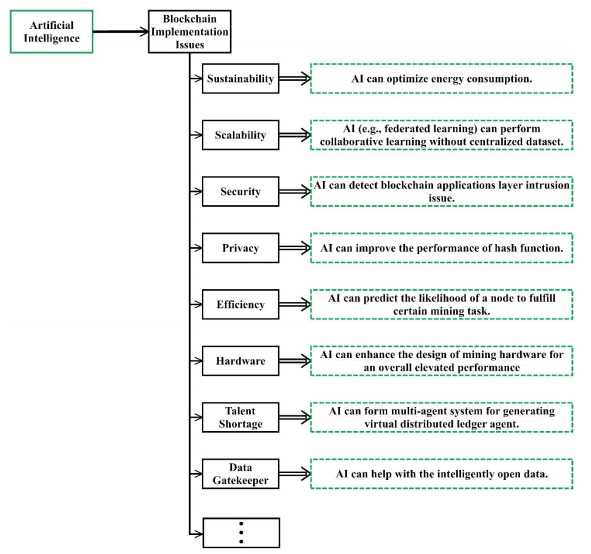 Artificial
Intelligence
Blockchain
Implementation
Issues
Sustainability
AI can optimize energy consumption.
Scalability
AI (e.g., federated learning) can perform
collaborative learning without centralized dataset.
Security
AI can detect blockchain applications layer intrusion
issue.
Privacy
AI can improve the performance of hash function.
Efficiency
AI can predict the likelihood of a node to fulfill
certain mining task.
Hardware
AI can enhance the design of mining hardware for
an overall elevated performance
Talent
Shortage
AI can form multi-agent system for generating
virtual distributed ledger agent.
Data
Gatekeeper
AI can help with the intelligently open data.